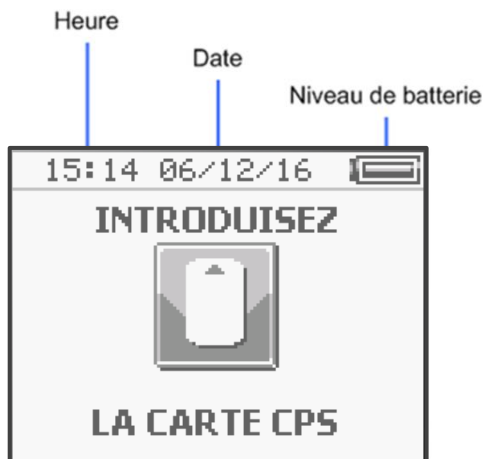 Heure
Date
Niveau de batterie
15:14 06/12/16
INTRODUISEZ
LA CARTE CPS